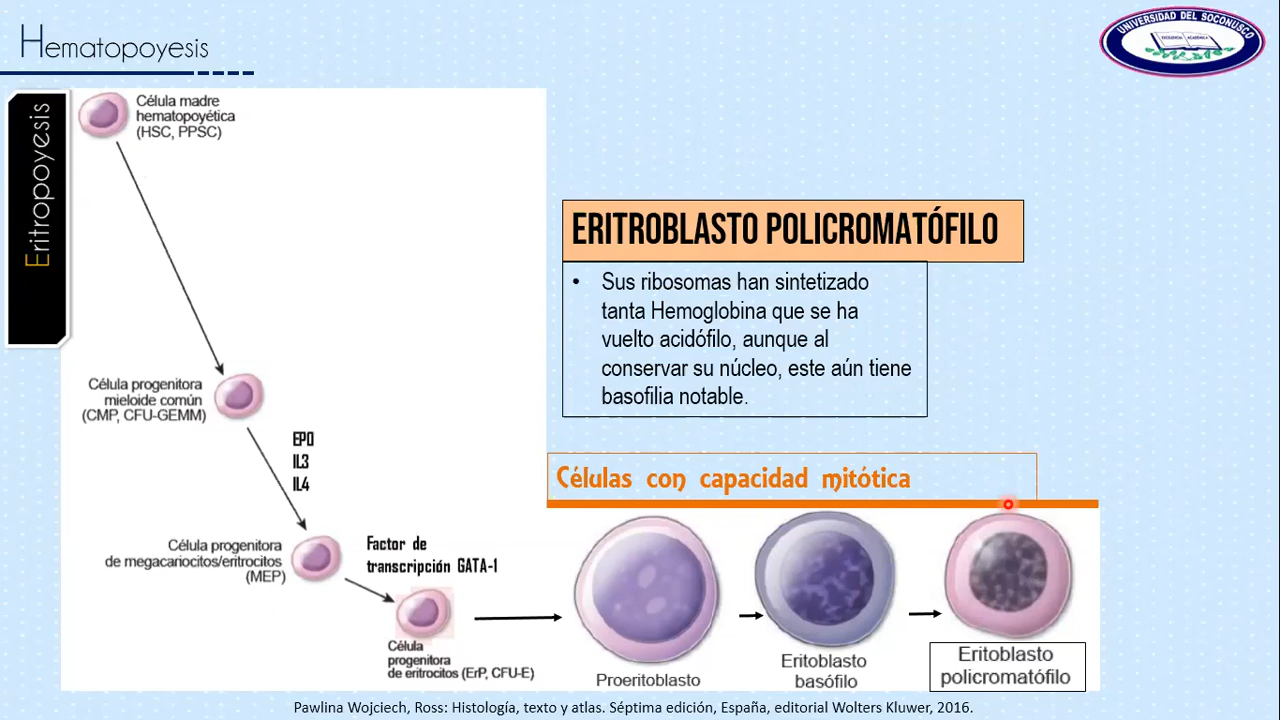 Hematopoyesis
UNIVERSIDAD DEL SOCONUSCO
Eritropoyesis
Célula madre
hematopoyética
(HSC, PPSC)
ERITROBLASTO POLICROMATÓFILO
• Sus ribosomas han sintetizado
tanta Hemoglobina que se ha
vuelto acidófilo, aunque al
conservar su núcleo, este aún tiene
basofilia notable.
Célula progenitora
mieloide común
(CMP, CFU-GEMM)
EPO
IL3
IL4
Células con capacidad mitótica
Célula progenitora
de megacariocitos/eritrocitos
(MEP)
Factor de
transcripción GATA-1
Célula
progenitora
de eritrocitos (ErP, CFU-E)
Proeritoblasto
Eritoblasto
basófilo
Eritoblasto
policromatófilo
Pawlina Wojciech, Ross: Histología, texto y atlas. Séptima edición, España, editorial Wolters Kluwer, 2016.